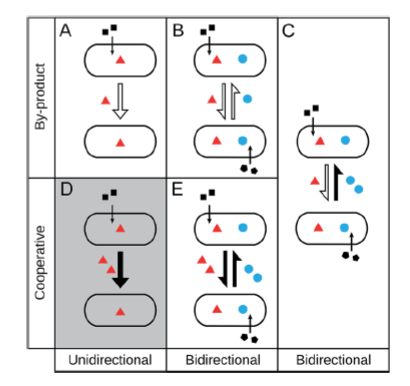 A
B
C
By-product
D
E
Cooperative
Unidirectional
Bidirectional
Bidirectional